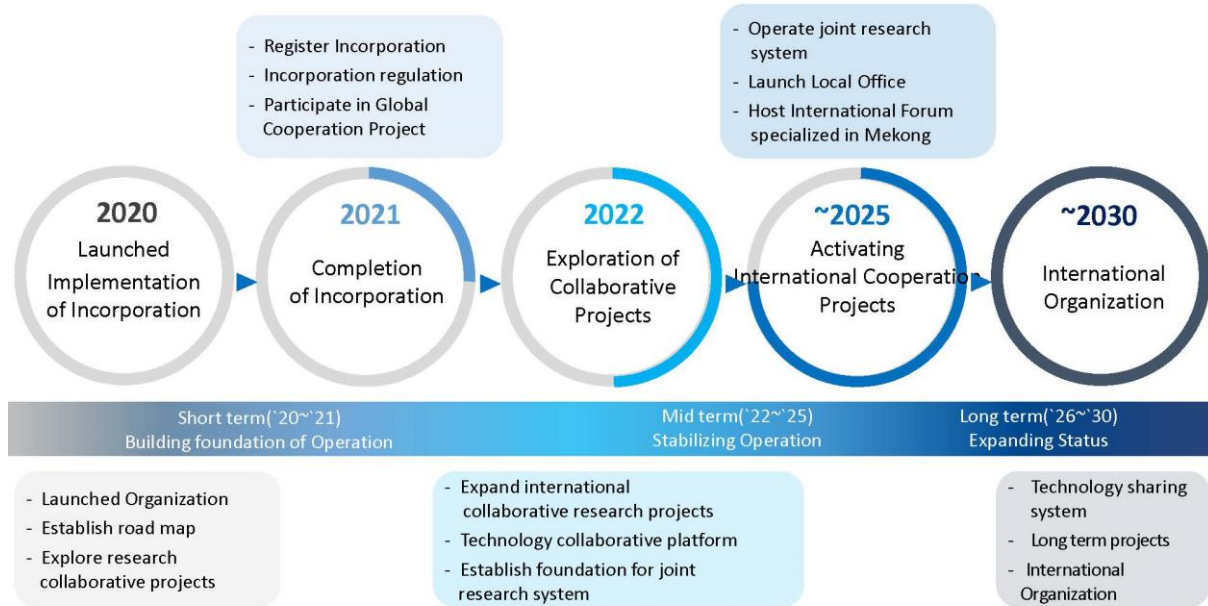 - Register Incorporation
- Incorporation regulation
- Participate in Global
Cooperation Project
- Operate joint research
system
- Launch Local Office
- Host International Forum
specialized in Mekong
2020
Launched
Implementation
of Incorporation
2021
Completion
of Incorporation
2022
Exploration of
Collaborative
Projects
~2025
Activating
International Cooperation
Projects
~2030
International
Organization
Short term(`20~`21)
Building foundation of Operation
Mid term(`22~`25)
Stabilizing Operation
Long term(`26~`30)
Expanding Status
- Launched Organization
- Establish road map
- Explore research
collaborative projects
- Expand international
collaborative research projects
- Technology collaborative platform
- Establish foundation for joint
research system
- Technology sharing
system
- Long term projects
- International
Organization